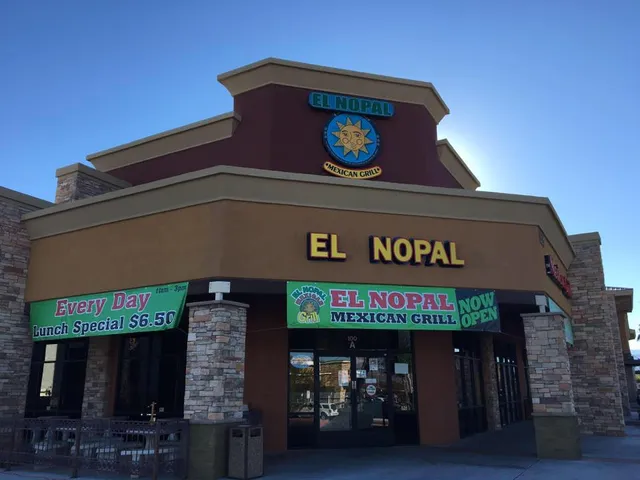 EL NOPAL
MEXICAN GRILL
EL NOPAL
Every Day 11am - 3pm
Lunch Special $6.50
EL NOPAL
MEXICAN GRILL
NOW
OPEN
A